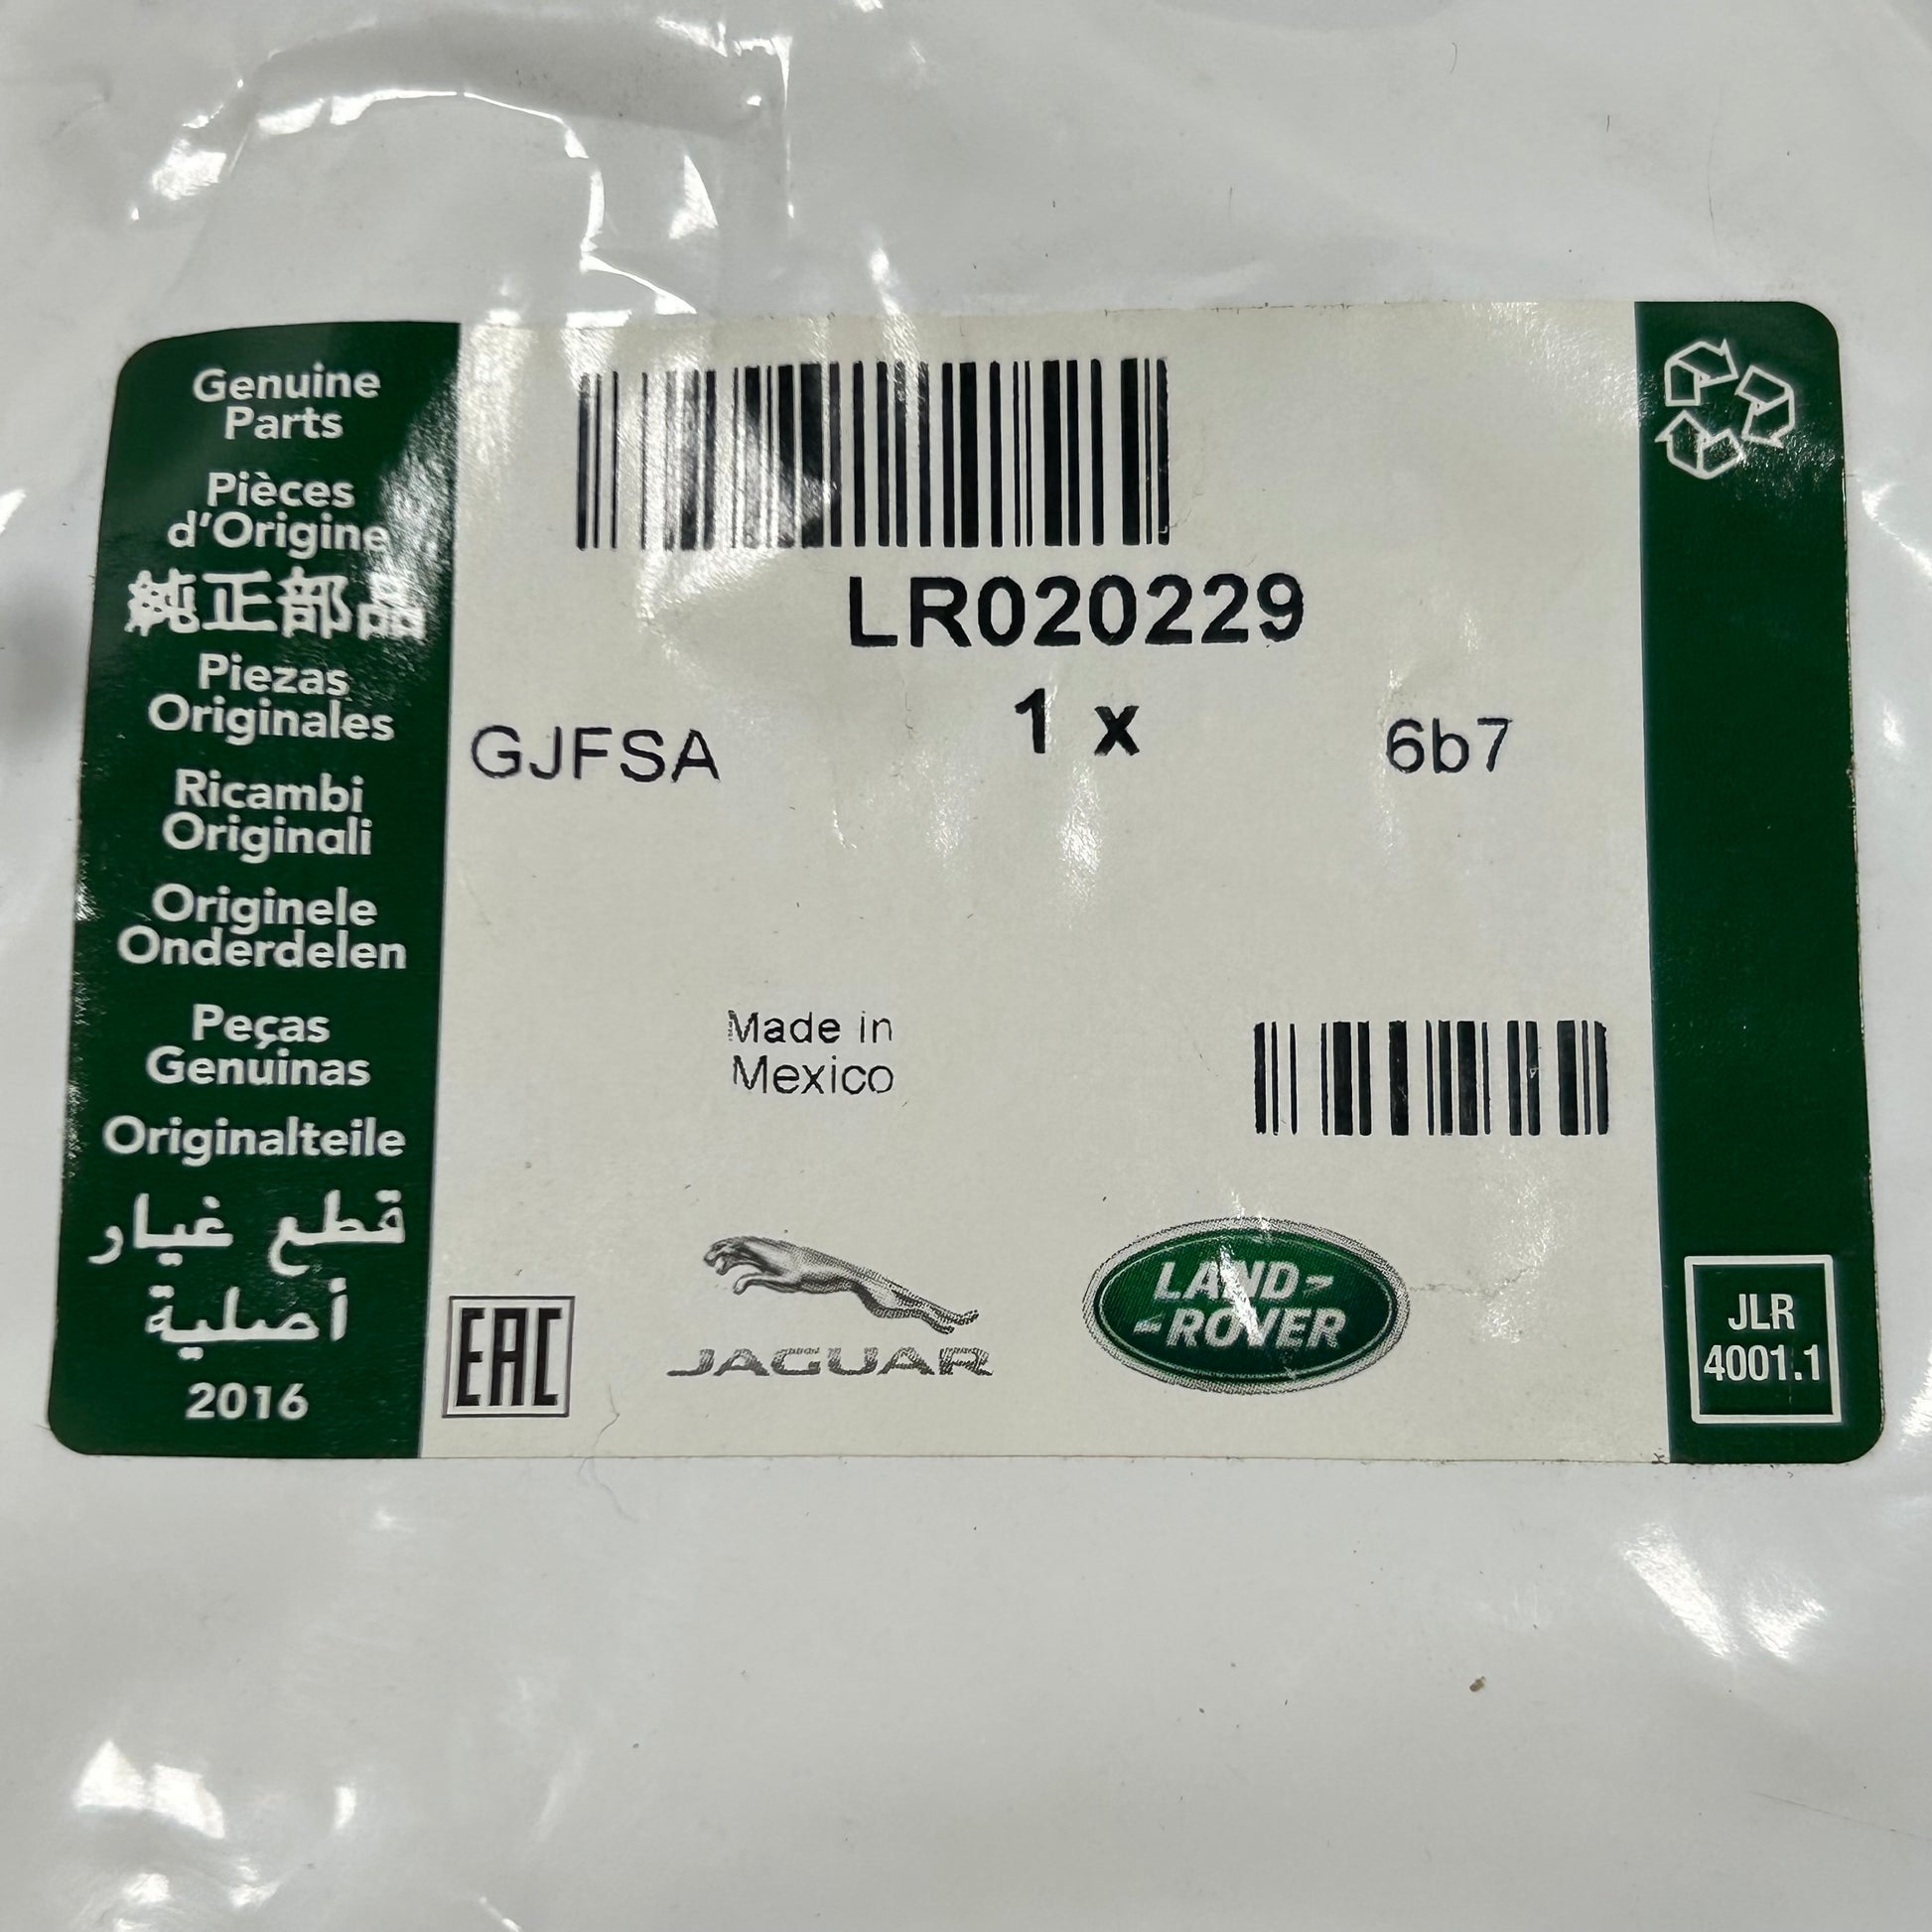 Genuine
Parts
Pièces
d'Origine
純正部品
Piezas
Originales
Ricambi
Originali
Originele
Onderdelen
Peças
Genuinas
Originalteile
قطع غيار
أصلية
2016
LR020229
1 x
GJFSA
6b7
Made in
Mexico
EAC
JAGUAR
LAND-
-ROVER
JLR
4001.1